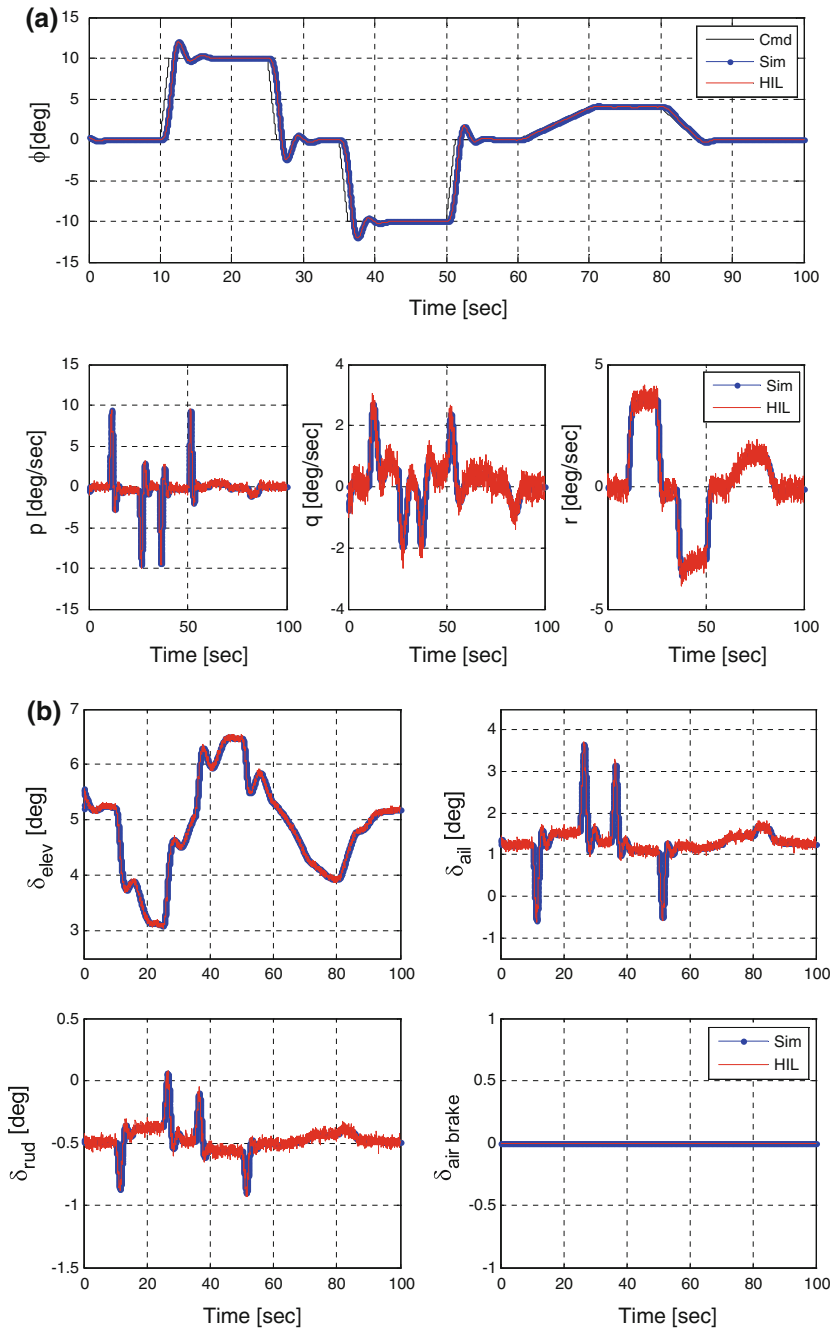 (a)
15
10
5
0
-5
-10
-15
ϕ[deg]
Cmd
Sim
HIL
0 10 20 30 40 50 60 70 80 90 100
Time [sec]
15
10
5
0
-5
-10
-15
p [deg/sec]
0 50 100
Time [sec]
4
2
0
-2
-4
q [deg/sec]
0 50 100
Time [sec]
5
0
-5
r [deg/sec]
Sim
HIL
0 50 100
Time [sec]
(b)
7
6
5
4
3
δelev [deg]
0 20 40 60 80 100
4
3
2
1
0
-1
δail [deg]
0 20 40 60 80 100
0.5
0
-0.5
-1
-1.5
δrud [deg]
0 20 40 60 80 100
Time [sec]
1
0.5
0
-0.5
-1
δair brake
Sim
HIL
0 20 40 60 80 100
Time [sec]